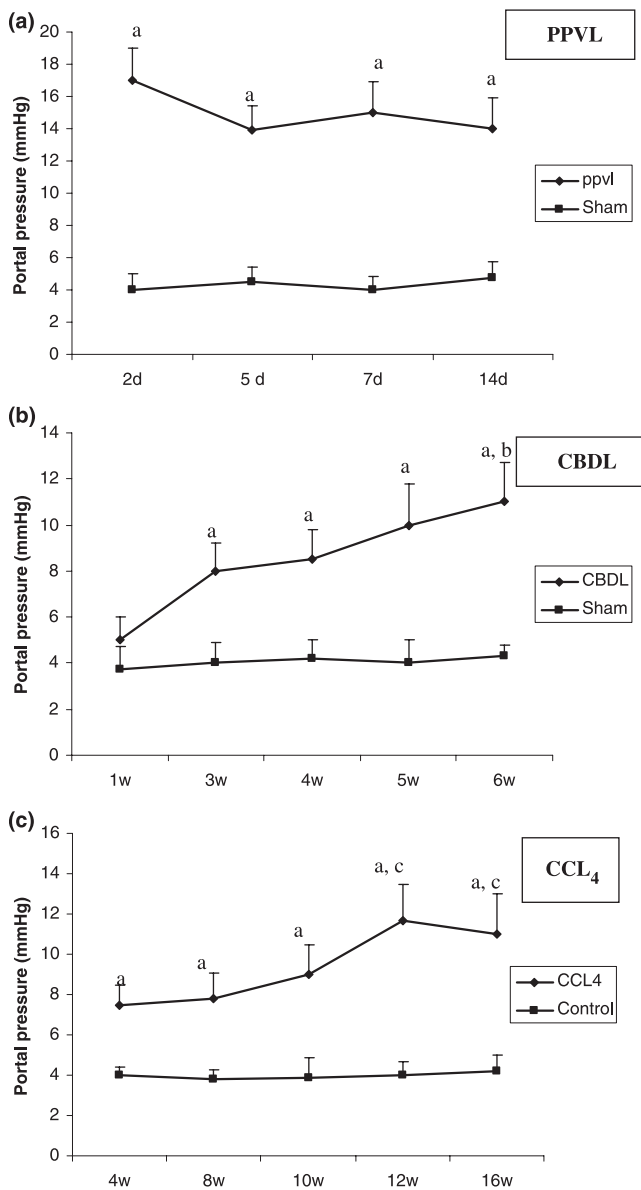 (a)
PPVL
Portal pressure (mmHg)
20
18
16
14
12
10
8
6
4
2
0
a
a
a
a
ppvl
Sham
2d
5 d
7d
14d
(b)
CBDL
Portal pressure (mmHg)
14
12
10
8
6
4
2
0
a
a
a
a, b
CBDL
Sham
1w
3w
4w
5w
6w
(c)
CCL4
Portal pressure (mmHg)
16
14
12
10
8
6
4
2
0
a
a
a
a, c
a, c
CCL4
Control
4w
8w
10w
12w
16w